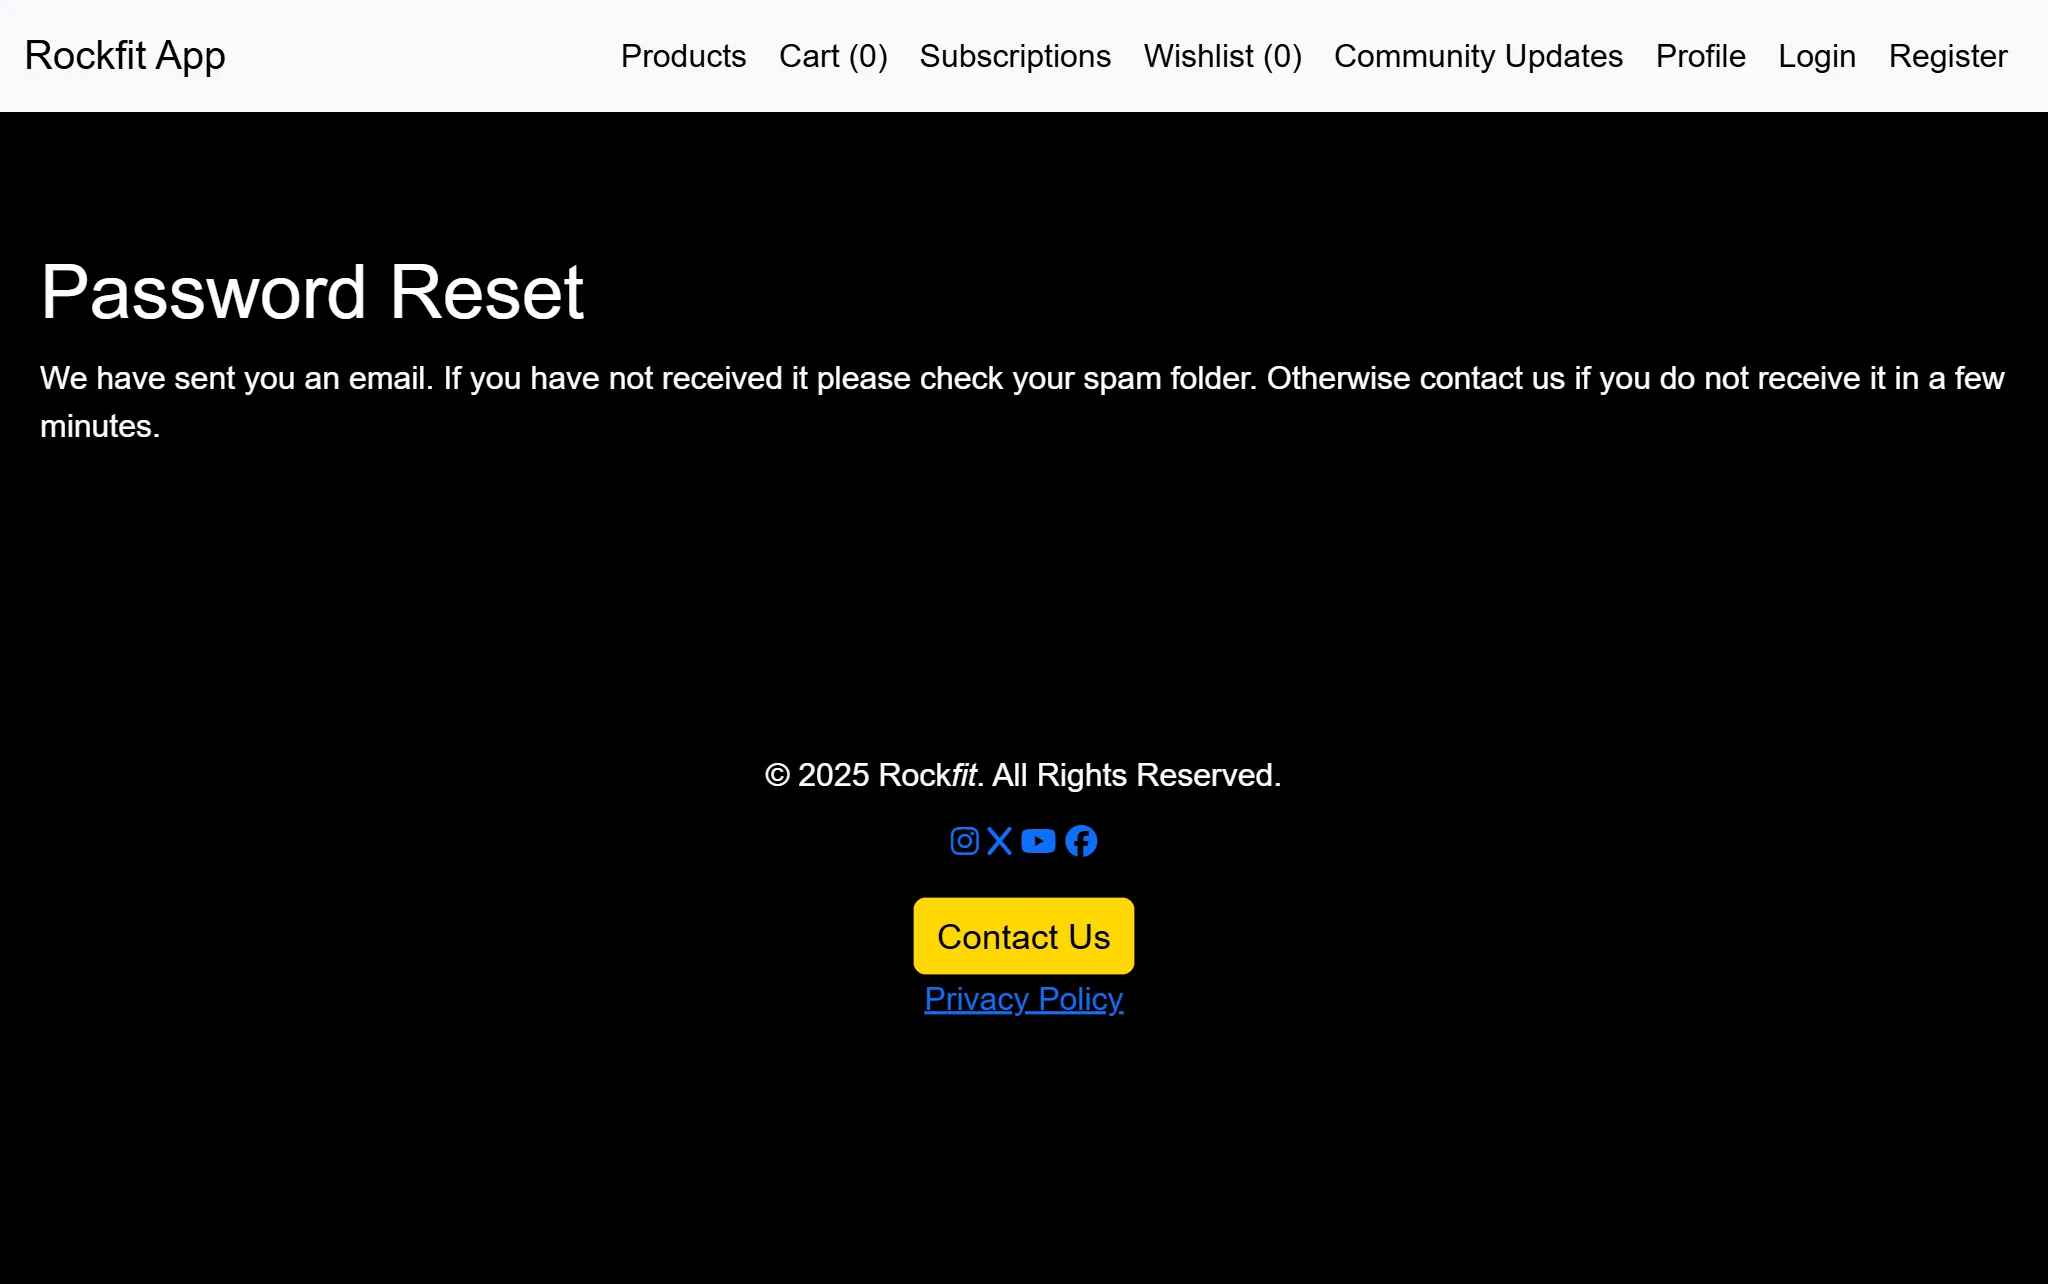 Rockfit App
Products Cart (0) Subscriptions Wishlist (0) Community Updates Profile Login Register
Password Reset
We have sent you an email. If you have not received it please check your spam folder. Otherwise contact us if you do not receive it in a few
minutes.
© 2025 Rockfit. All Rights Reserved.
Contact Us
Privacy Policy